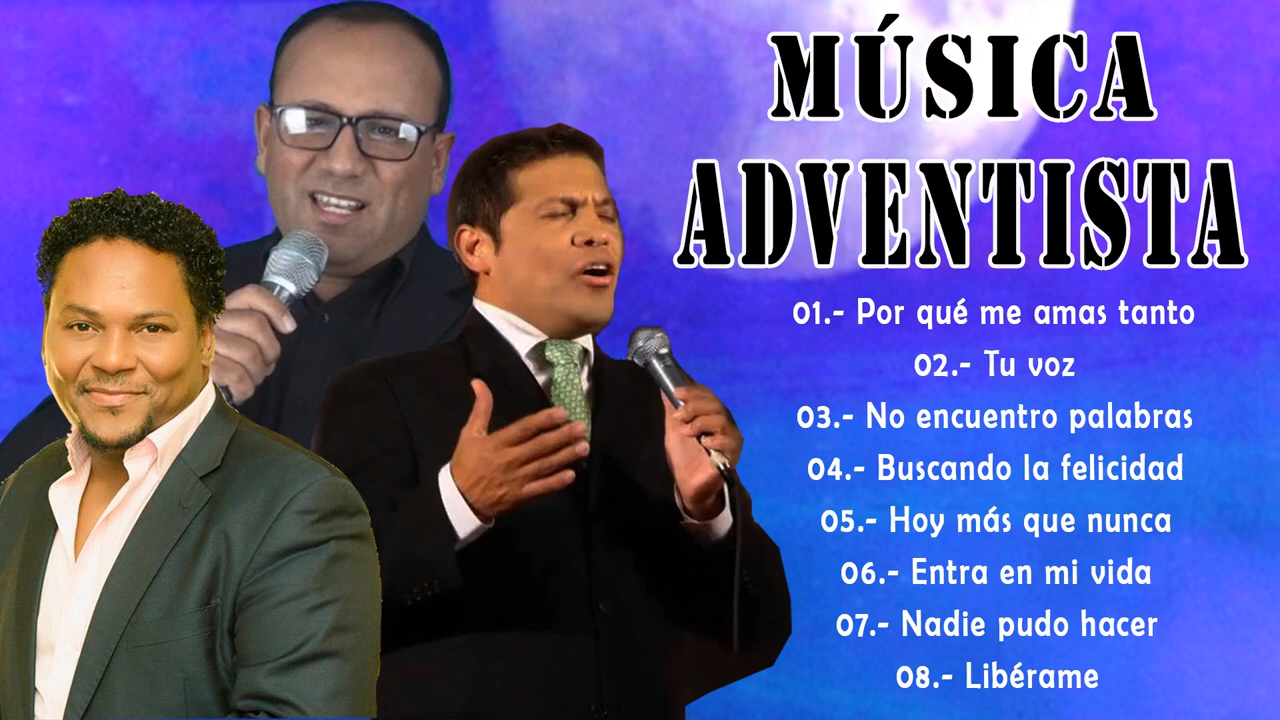 MÚSICA
ADVENTISTA
01.- Por qué me amas tanto
02.- Tu voz
03.- No encuentro palabras
04.- Buscando la felicidad
05.- Hoy más que nunca
06.- Entra en mi vida
07.- Nadie pudo hacer
08.- Libérame